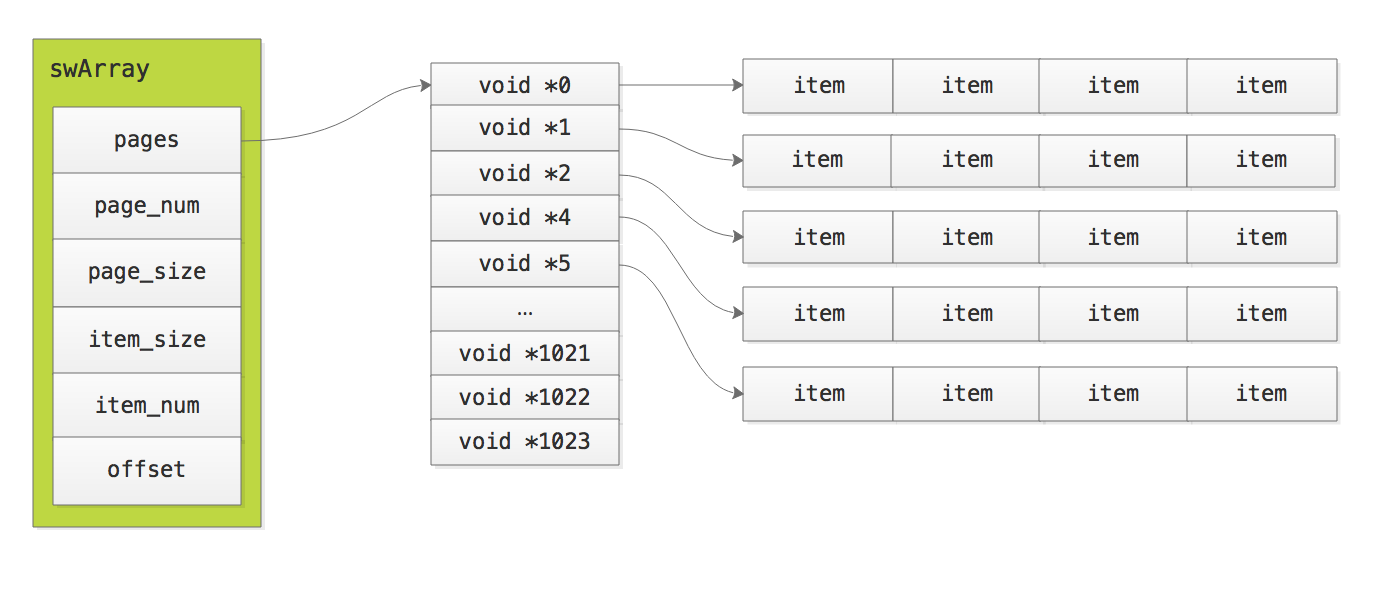 swArray
pages
page_num
page_size
item_size
item_num
offset
void *0
void *1
void *2
void *4
void *5
...
void *1021
void *1022
void *1023
item item item item
item item item item
item item item item
item item item item
item item item item